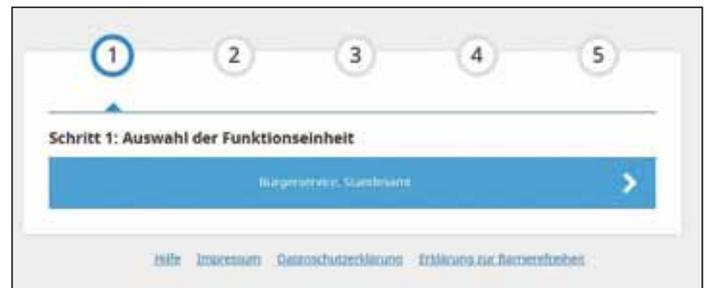 1 2 3 4 5
Schritt 1: Auswahl der Funktionseinheit
Bürgerservice, Standesamt
Hilfe Impressum Datenschutzerklärung Erklärung zur Barrierefreiheit